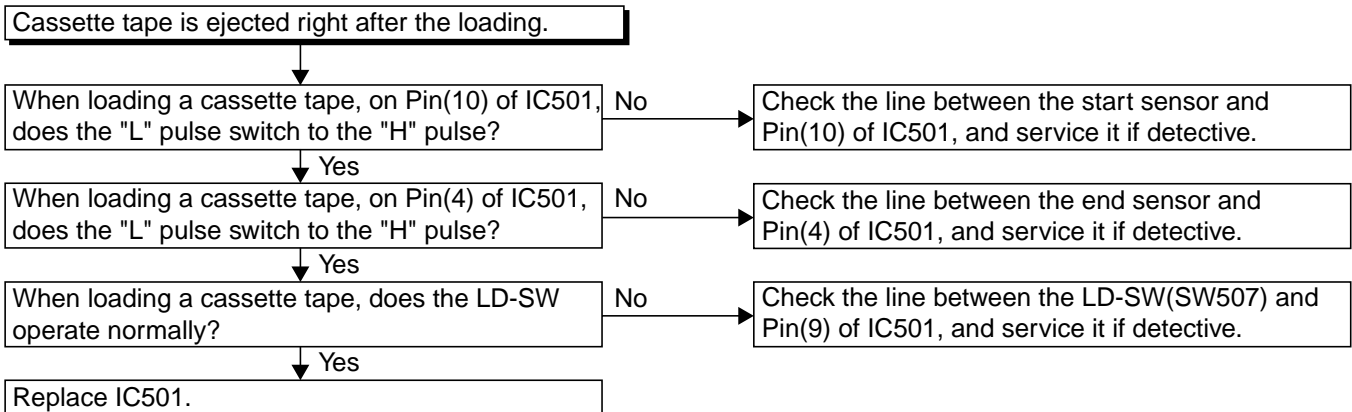 Cassette tape is ejected right after the loading.
When loading a cassette tape, on Pin(10) of IC501,
does the "L" pulse switch to the "H" pulse?
No
Check the line between the start sensor and
Pin(10) of IC501, and service it if detective.
Yes
When loading a cassette tape, on Pin(4) of IC501,
does the "L" pulse switch to the "H" pulse?
No
Check the line between the end sensor and
Pin(4) of IC501, and service it if detective.
Yes
When loading a cassette tape, does the LD-SW
operate normally?
No
Check the line between the LD-SW(SW507) and
Pin(9) of IC501, and service it if detective.
Yes
Replace IC501.